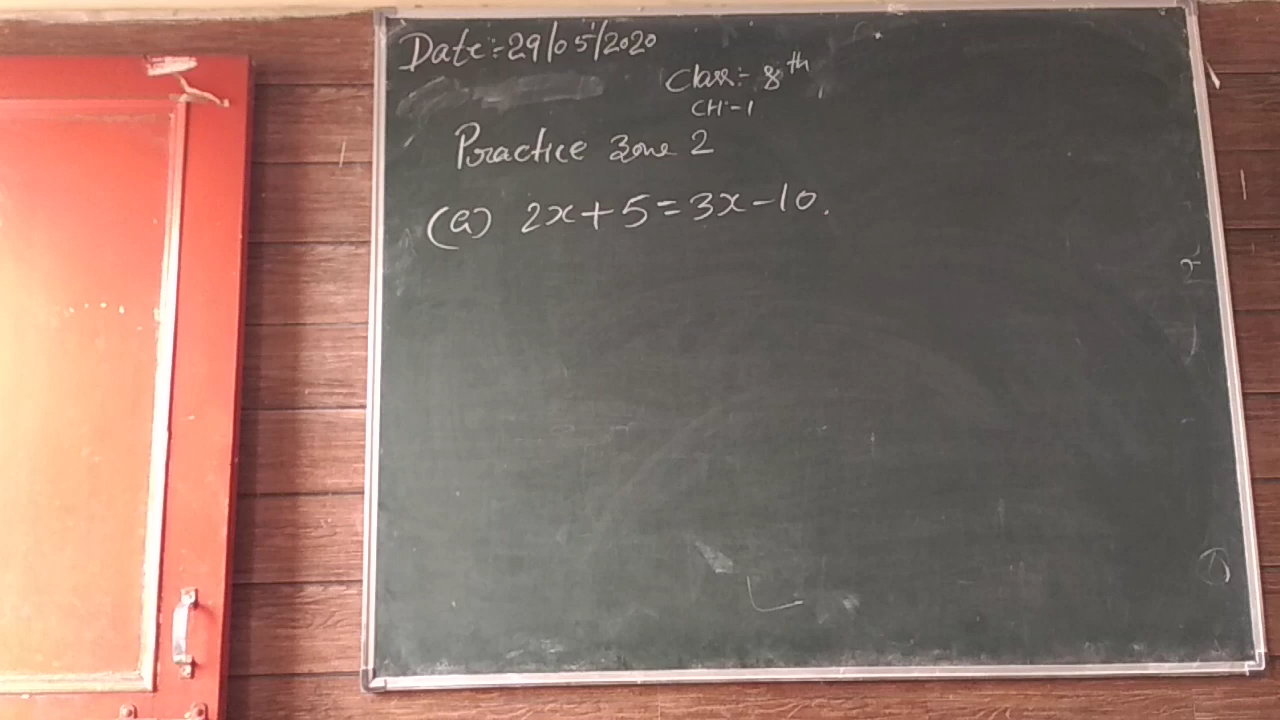 Date:-29/05/2020
Class:- 8th
CH:-1
Practice Zone 2
(a) 2x+5=3x-10.